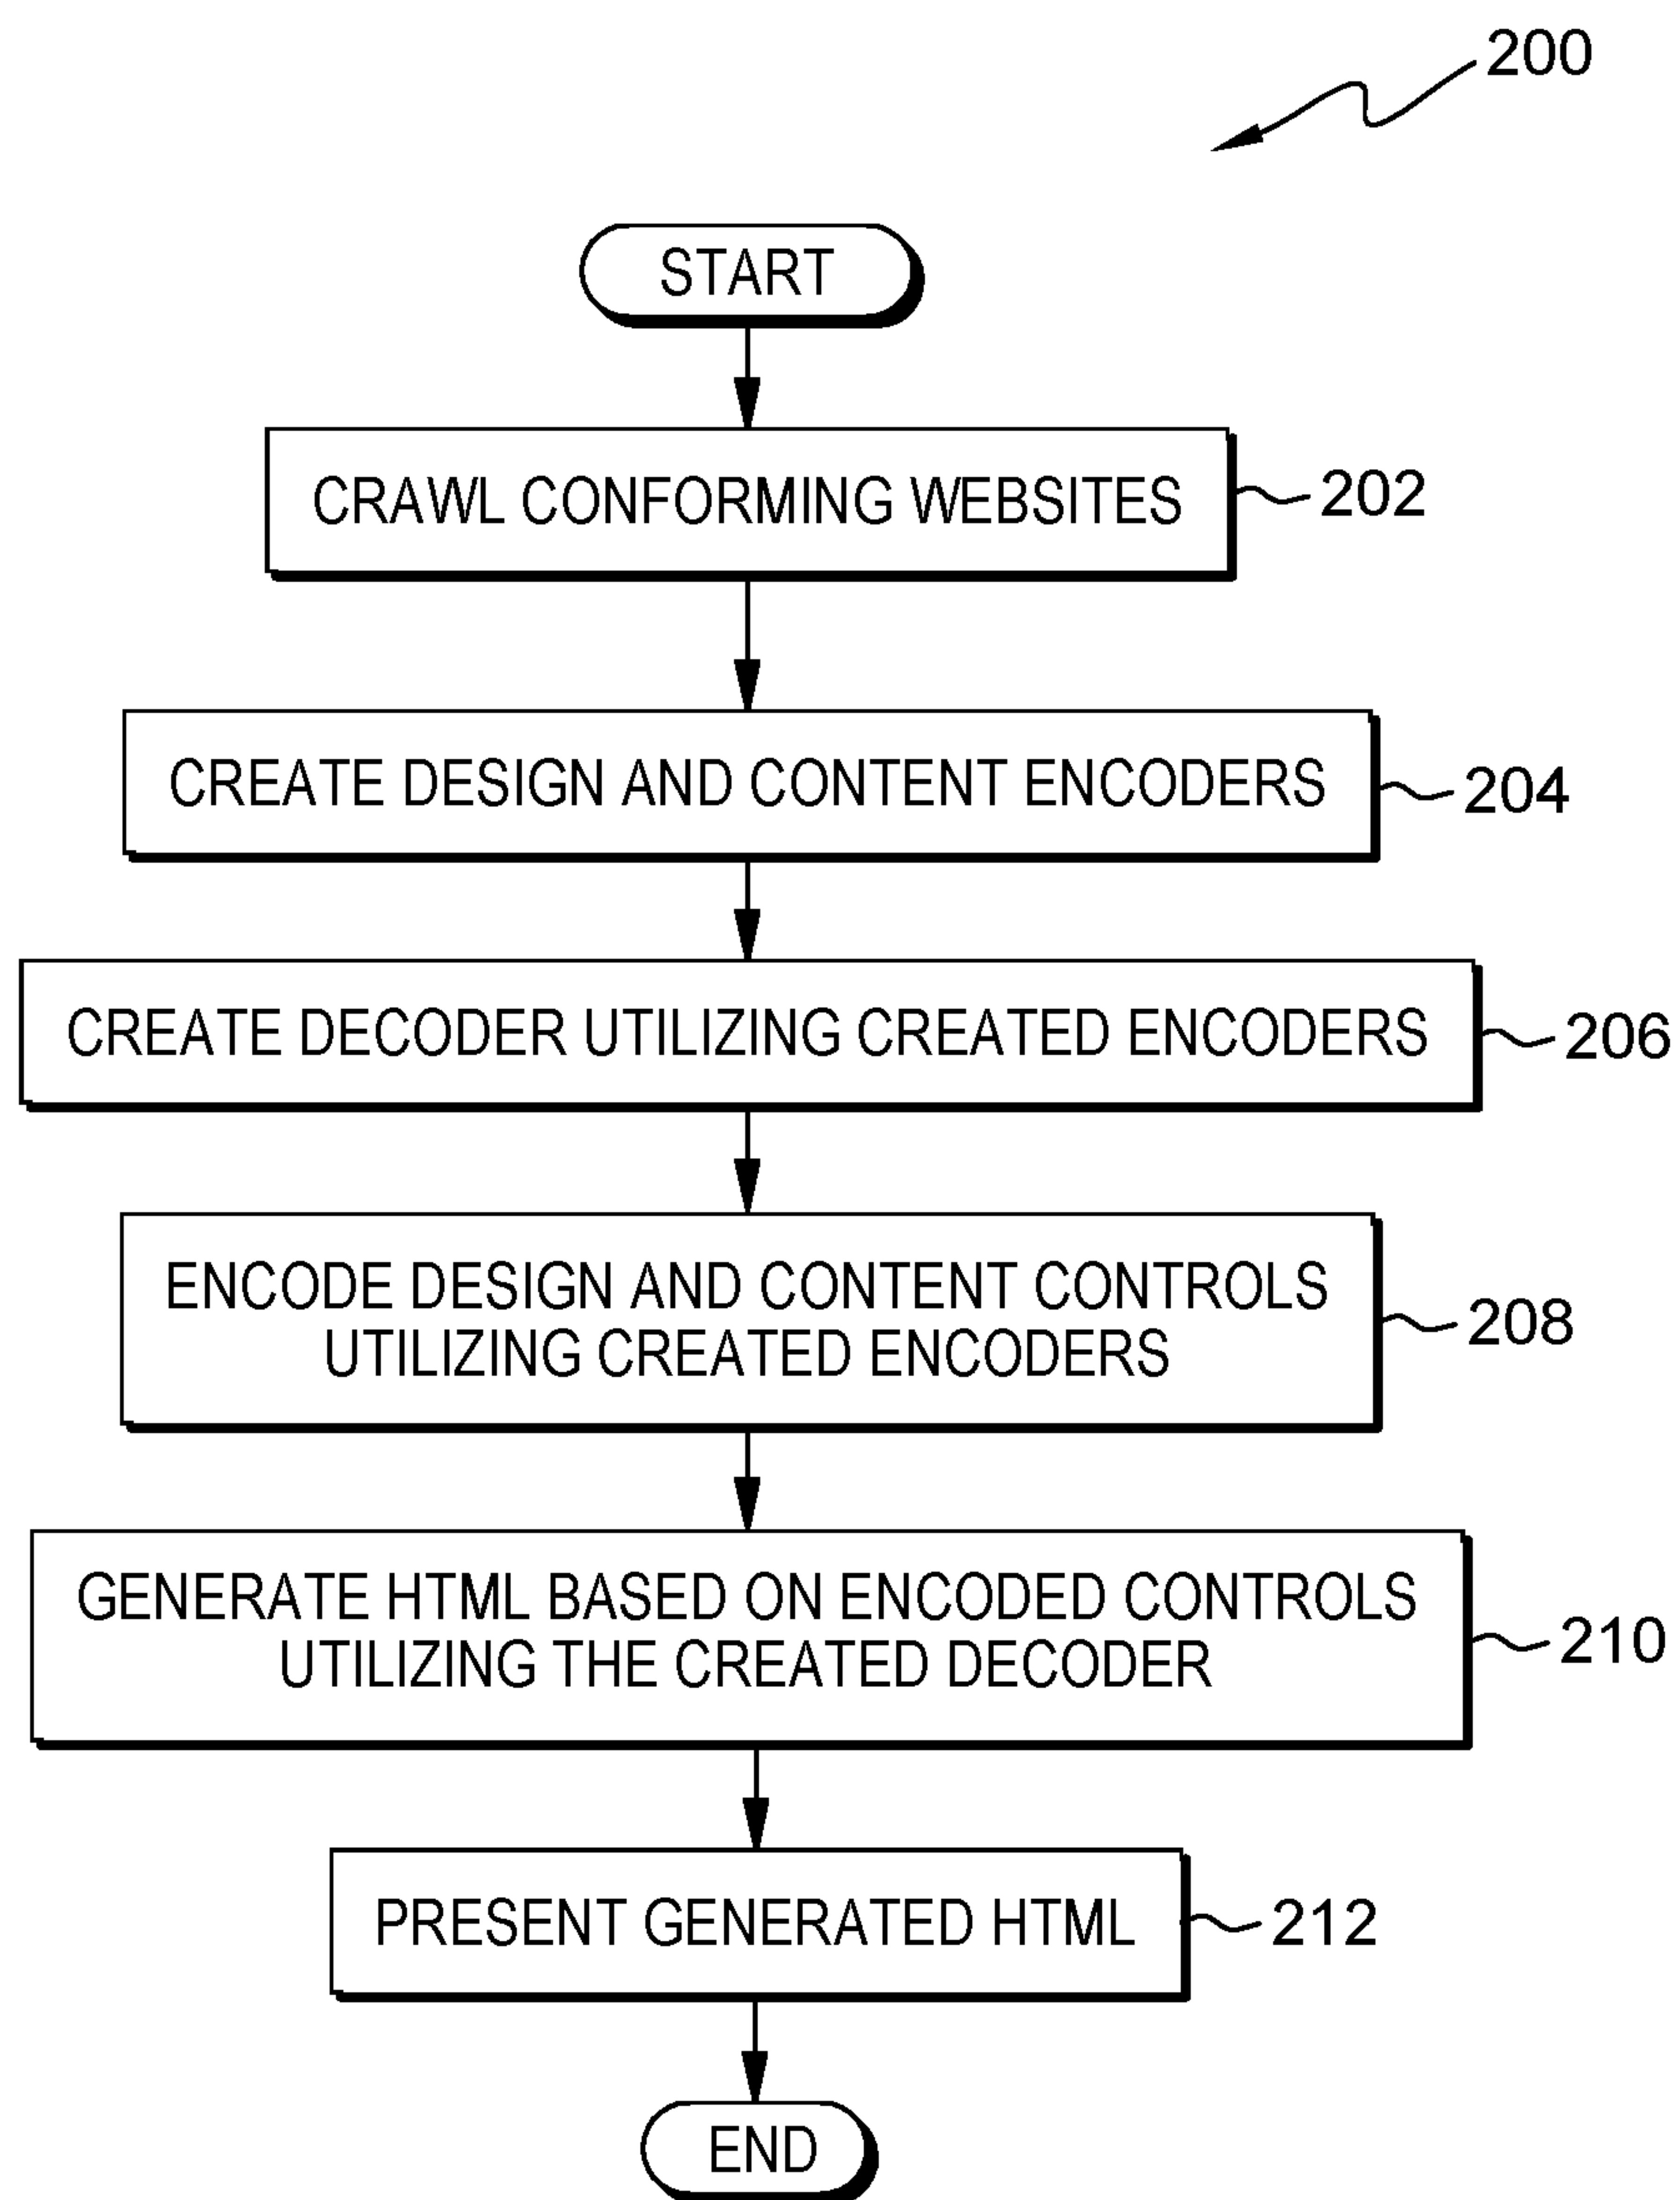 200
START
CRAWL CONFORMING WEBSITES
202
CREATE DESIGN AND CONTENT ENCODERS
204
CREATE DECODER UTILIZING CREATED ENCODERS
206
ENCODE DESIGN AND CONTENT CONTROLS
UTILIZING CREATED ENCODERS
208
GENERATE HTML BASED ON ENCODED CONTROLS
UTILIZING THE CREATED DECODER
210
PRESENT GENERATED HTML
212
END